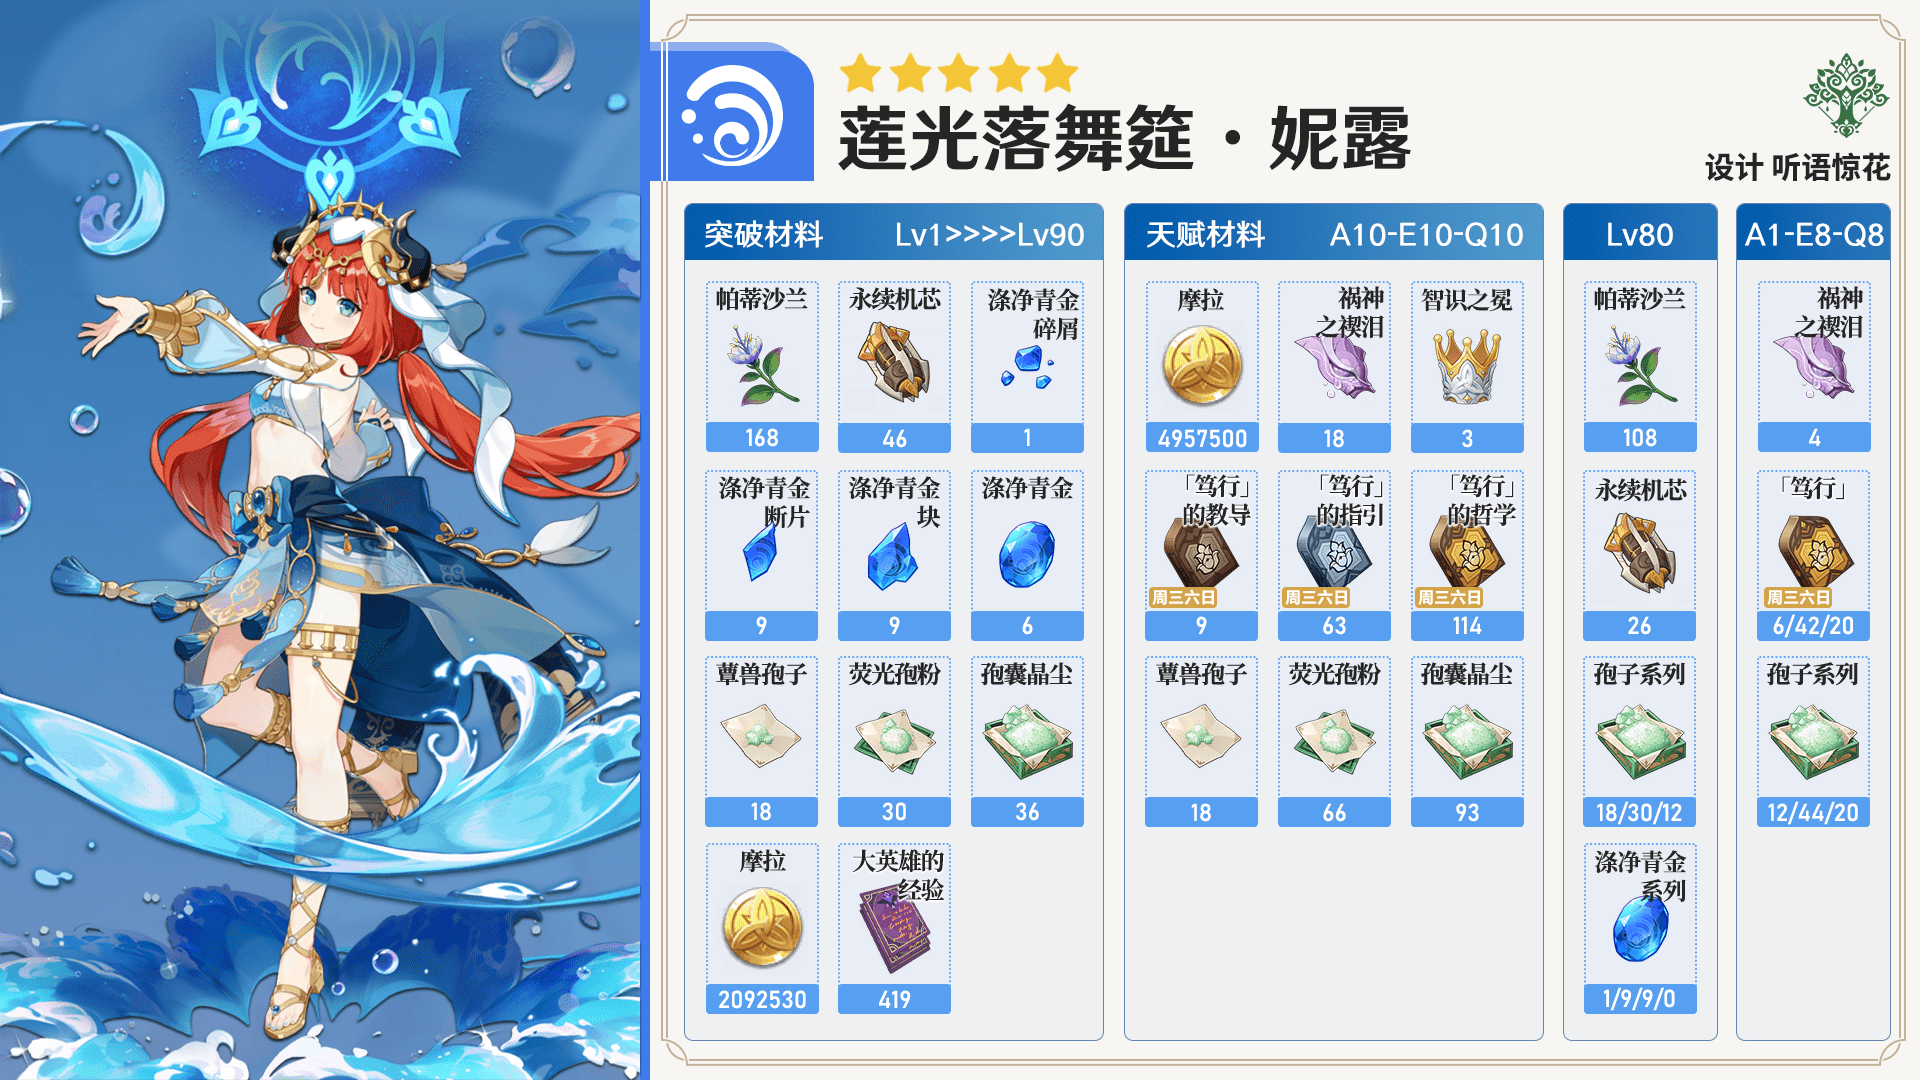 莲光落舞筵·妮露
设计 听语惊花
突破材料 Lv1>>>>Lv90
帕蒂沙兰
168
永续机芯
46
涤净青金
碎屑
1
涤净青金
断片
9
涤净青金
块
9
涤净青金
6
蕈兽孢子
18
荧光孢粉
30
孢囊晶尘
36
摩拉
2092530
大英雄的
经验
419
天赋材料 A10-E10-Q10
摩拉
4957500
祸神
之禊泪
18
智识之冕
3
「笃行」
的教导
周三六日
9
「笃行」
的指引
周三六日
63
「笃行」
的哲学
周三六日
114
蕈兽孢子
18
荧光孢粉
66
孢囊晶尘
93
Lv80
帕蒂沙兰
108
永续机芯
26
孢子系列
18/30/12
涤净青金
系列
1/9/9/0
A1-E8-Q8
祸神
之禊泪
4
「笃行」
周三六日
6/42/20
孢子系列
12/44/20